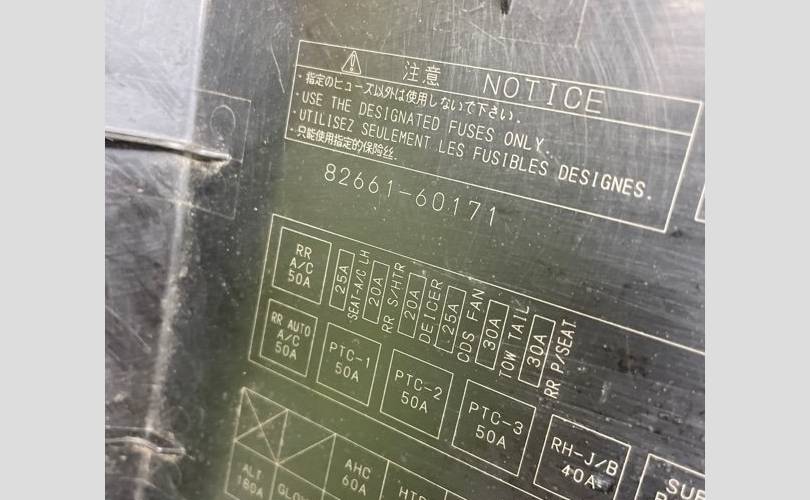 注意 NOTICE
・指定のヒューズ以外は使用しないで下さい.
・USE THE DESIGNATED FUSES ONLY.
・UTILISEZ SEULEMENT LES FUSIBLES DESIGNES.
・只能使用指定的保险丝.
82661-60171
RR
A/C
50A
25A
SEAT-A/C LH
20A
RR S/HTR
20A
DEICER
25A
CDS FAN
30A
TOW TAIL
30A
RR P/SEAT
RR AUTO
A/C
50A
PTC-1
50A
PTC-2
50A
PTC-3
50A
RH-J/B
40A
ALT
180A
AHC
60A